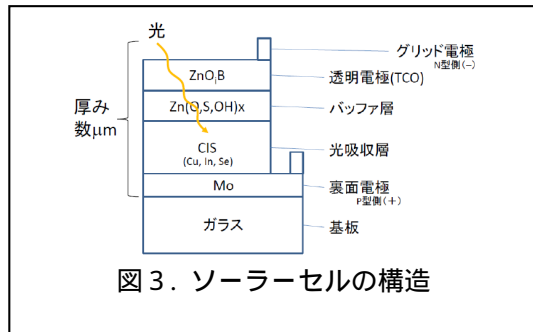 光
グリッド電極
N型側(−)
ZnO¦B
透明電極(TCO)
厚み
数μm
Zn(O,S,OH)x
バッファ層
CIS
(Cu, In, Se)
光吸収層
Mo
裏面電極
P型側(+)
ガラス
基板
図3. ソーラーセルの構造